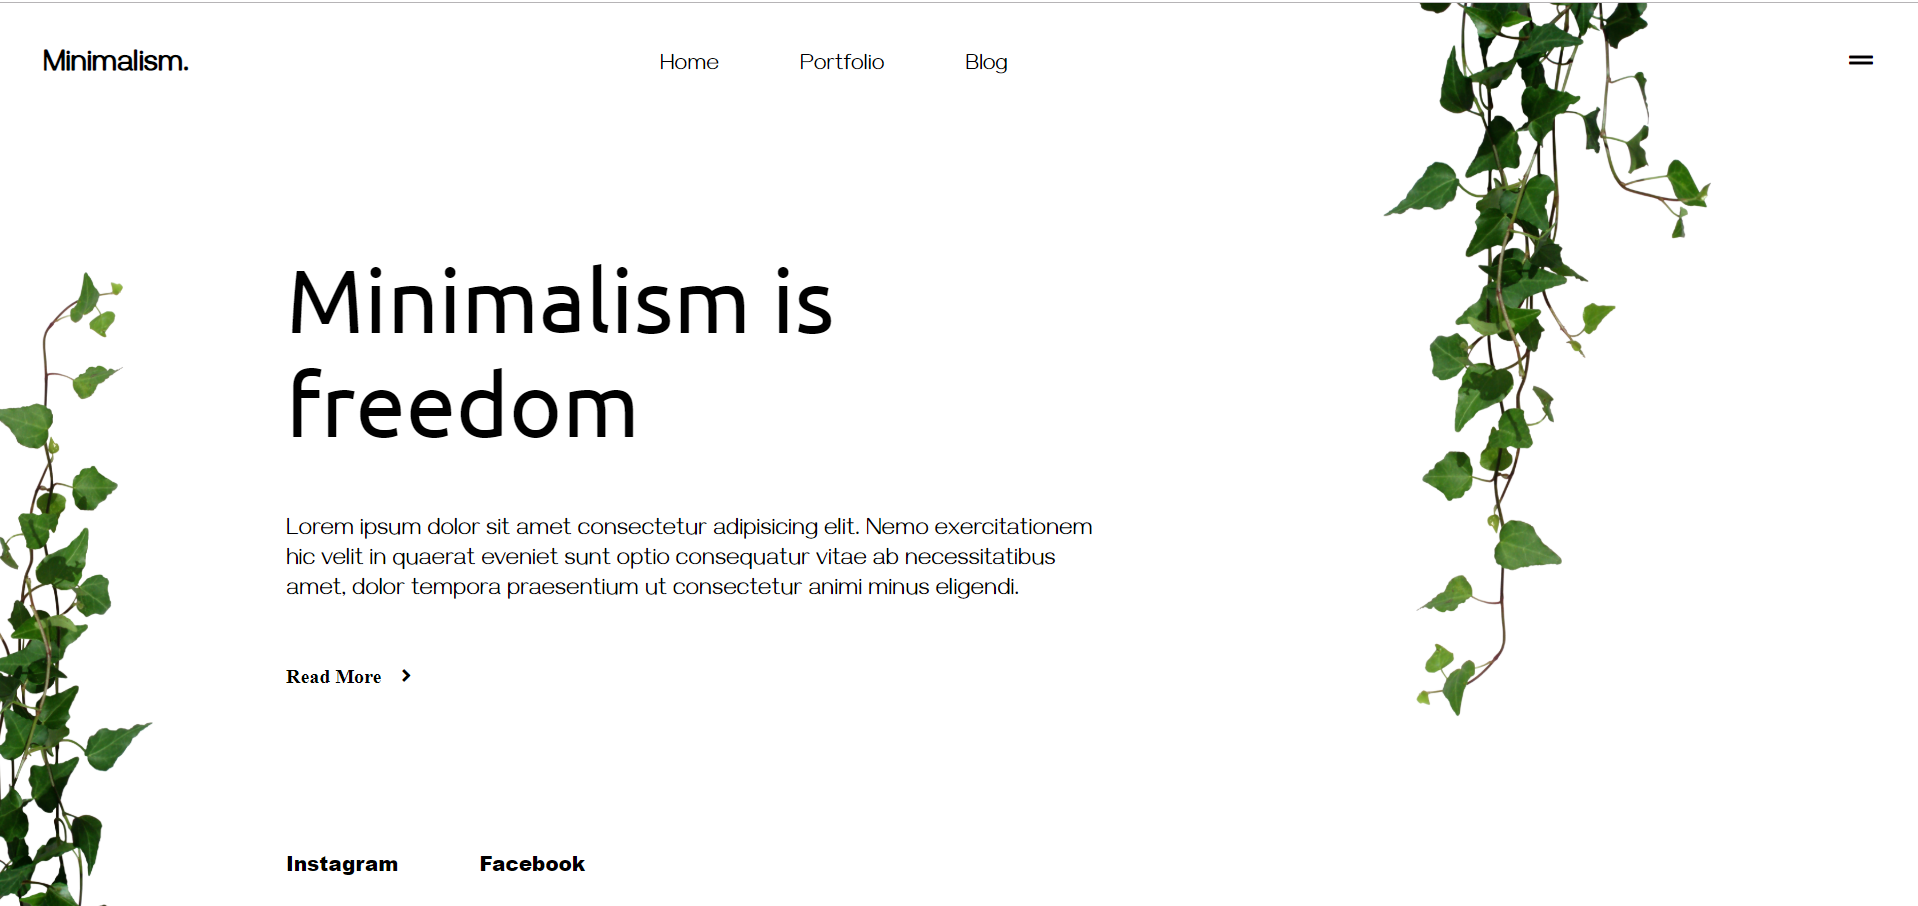 Minimalism.
Home
Portfolio
Blog
Minimalism is
freedom
Lorem ipsum dolor sit amet consectetur adipisicing elit. Nemo exercitationem
hic velit in quaerat eveniet sunt optio consequatur vitae ab necessitatibus
amet, dolor tempora praesentium ut consectetur animi minus eligendi.
Read More
Instagram
Facebook